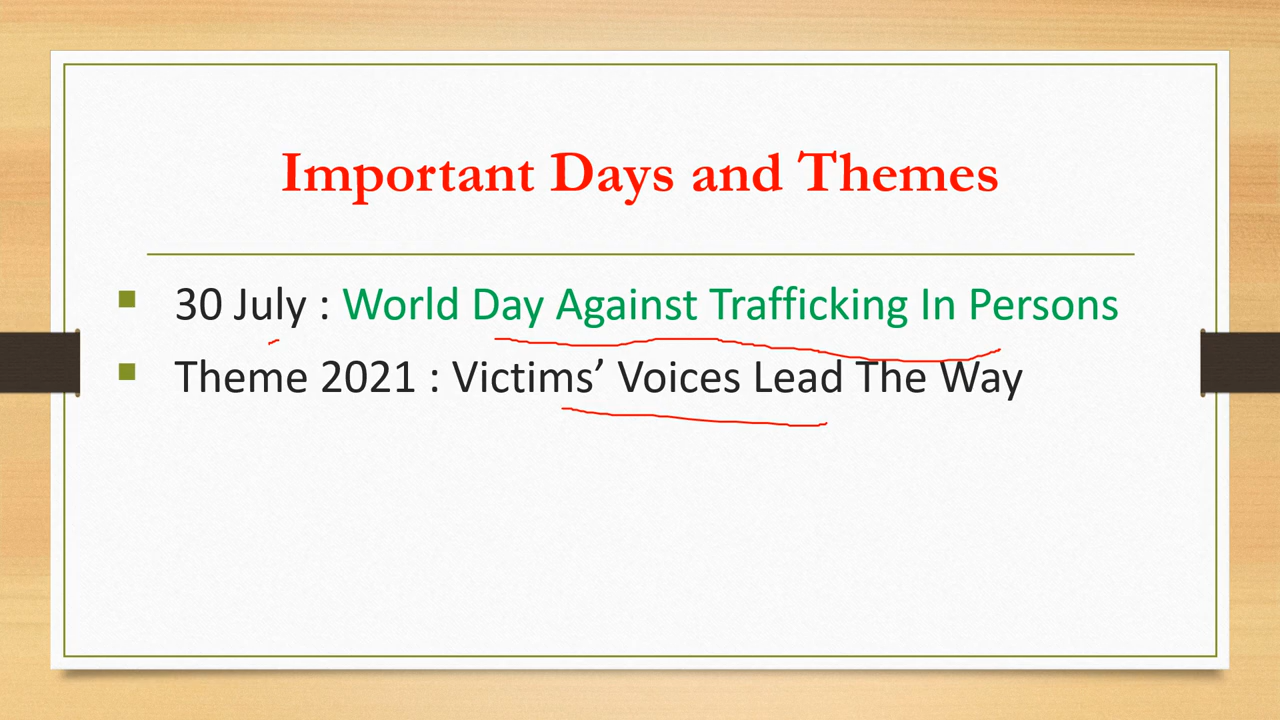 Important Days and Themes
30 July : World Day Against Trafficking In Persons
Theme 2021 : Victims’ Voices Lead The Way